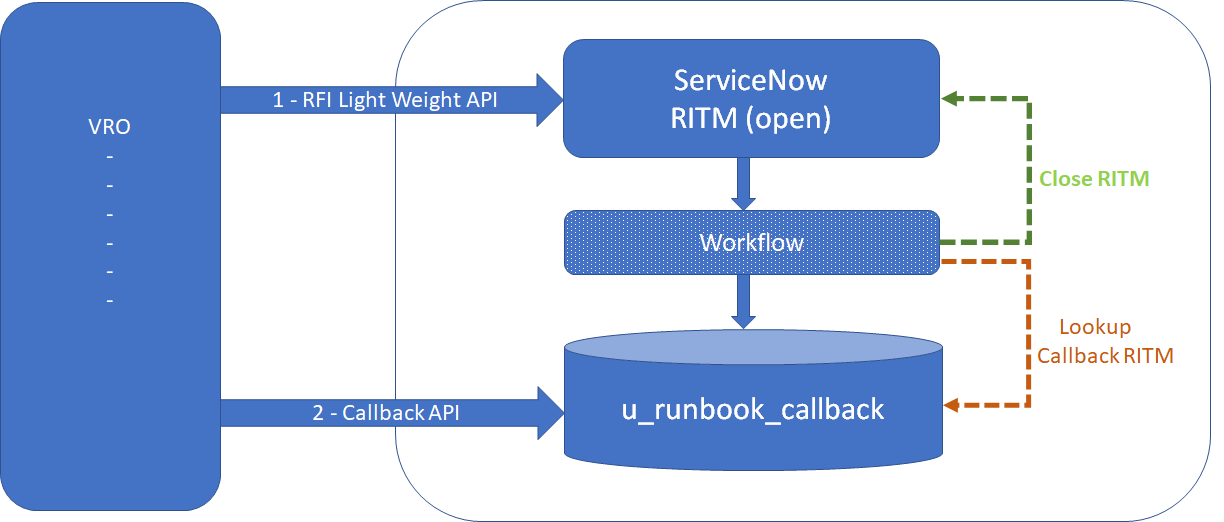 VRO
-
-
-
-
-
-
1 - RFI Light Weight API
ServiceNow
RITM (open)
Close RITM
Workflow
Lookup
Callback RITM
2 - Callback API
u_runbook_callback